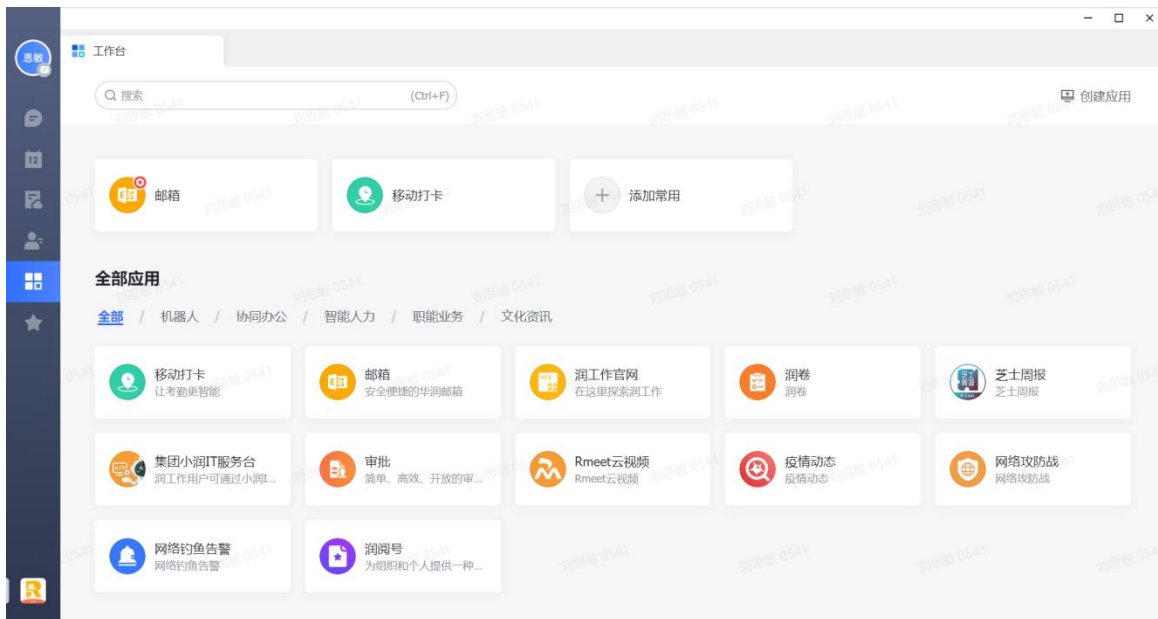 思敏
工作台
搜索 (Ctrl+F)
创建应用
12
邮箱
移动打卡
添加常用
全部应用
全部 / 机器人 / 协同办公 / 智能人力 / 职能业务 / 文化资讯
移动打卡
让考勤更智能
邮箱
安全便捷的华润邮箱
润工作官网
在这里探索润工作
润卷
润卷
芝士周报
芝士周报
集团小润IT服务台
润工作用户可通过小润I...
审批
简单、高效、开放的审...
Rmeet云视频
Rmeet云视频
疫情动态
疫情动态
网络攻防战
网络攻防战
网络钓鱼告警
网络钓鱼告警
润阅号
为组织和个人提供一种...
刘思敏 0541